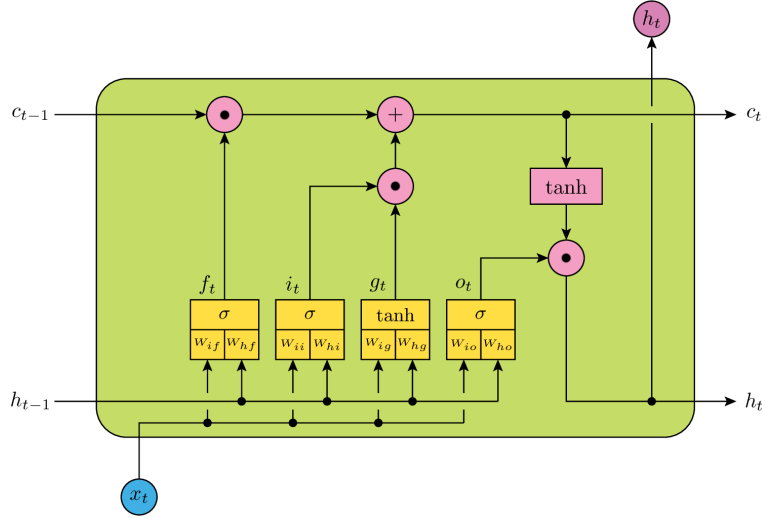 h_t
c_{t−1} + c_t
tanh
f_t i_t g_t o_t
σ σ tanh σ
W_{if} W_{hf} W_{ii} W_{hi} W_{ig} W_{hg} W_{io} W_{ho}
h_{t−1} h_t
x_t